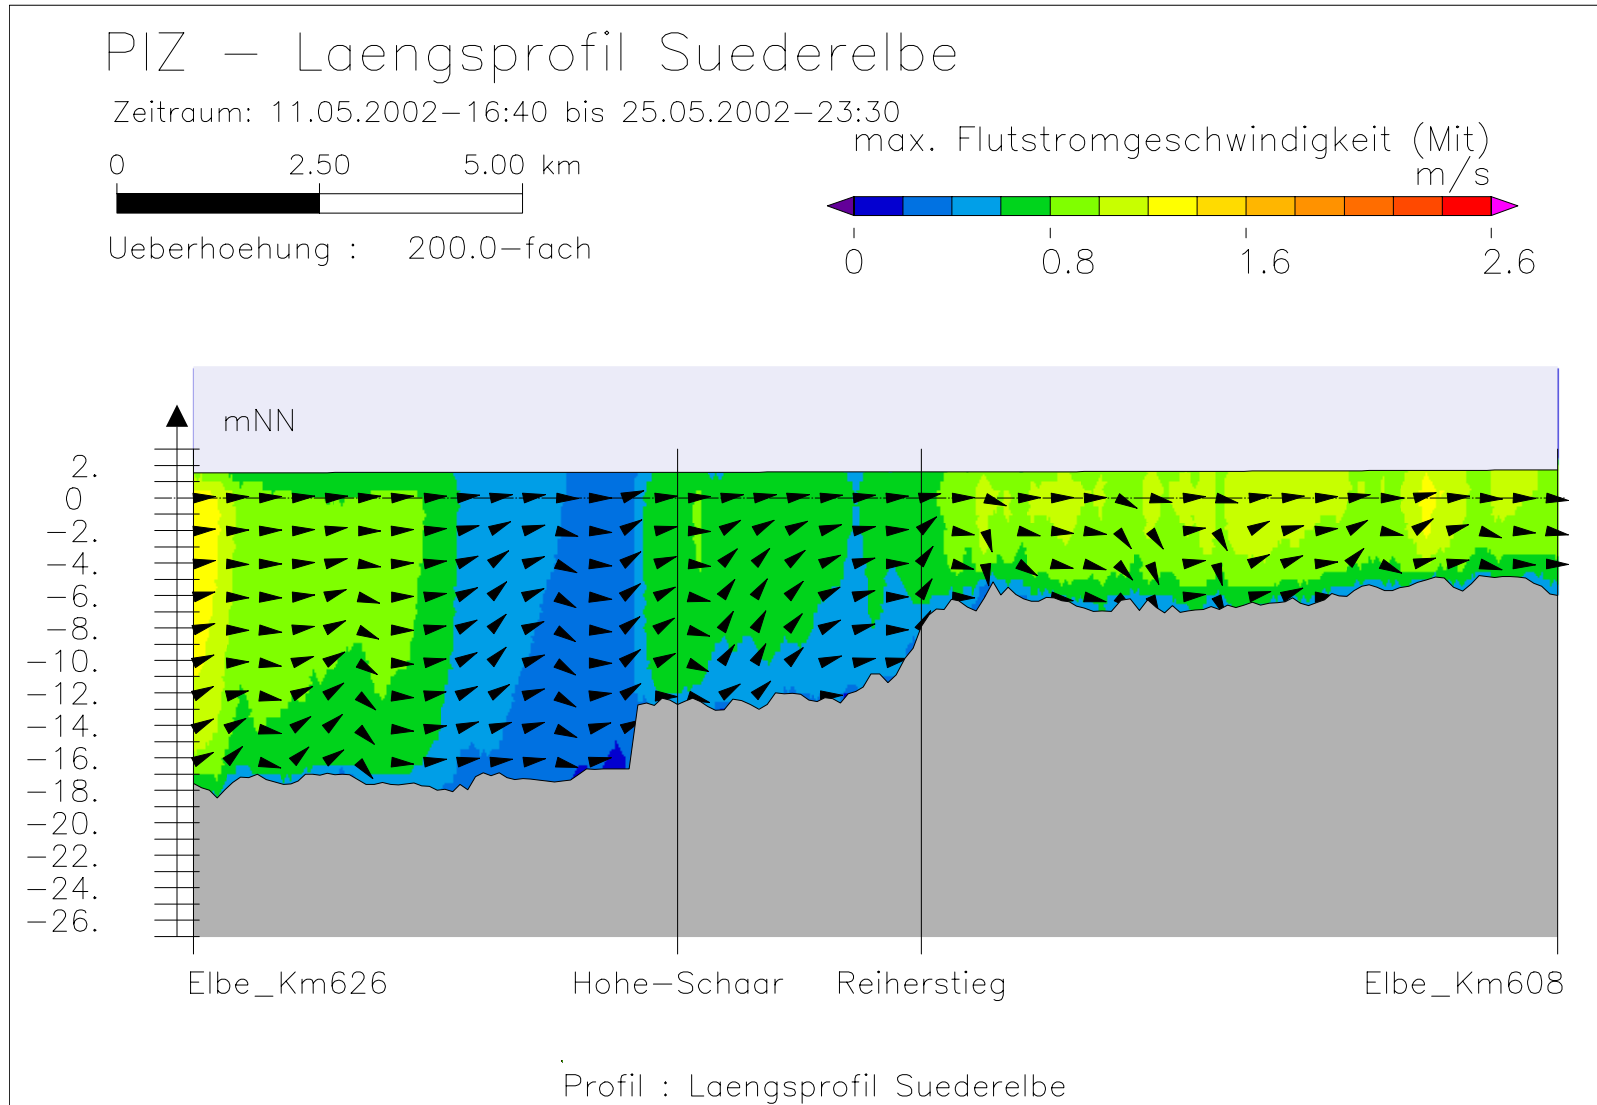 PIZ – Laengsprofil Suederelbe
Zeitraum: 11.05.2002–16:40 bis 25.05.2002–23:30
max. Flutstromgeschwindigkeit (Mit)
m/s
0 2.50 5.00 km
Ueberhoehung : 200.0–fach
0 0.8 1.6 2.6
mNN
2.
0
–2.
–4.
–6.
–8.
–10.
–12.
–14.
–16.
–18.
–20.
–22.
–24.
–26.
Elbe_Km626 Hohe–Schaar Reiherstieg Elbe_Km608
Profil : Laengsprofil Suederelbe